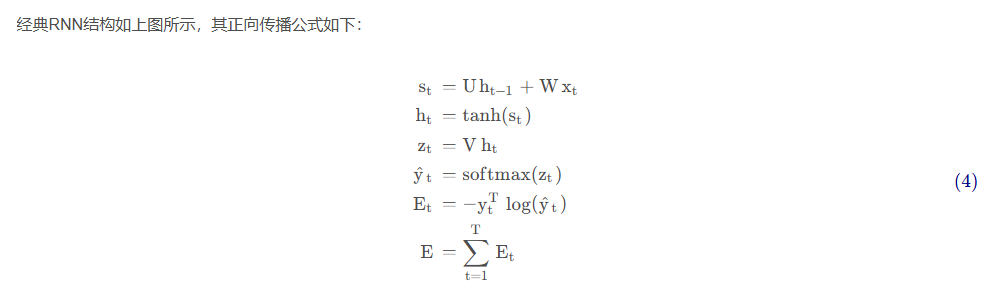 经典RNN结构如上图所示，其正向传播公式如下：
s_t = U h_{t−1} + W x_t
h_t = tanh(s_t)
z_t = V h_t
ŷ_t = softmax(z_t)
E_t = −y_t^T log(ŷ_t)
E = ∑_{t=1}^{T} E_t
(4)